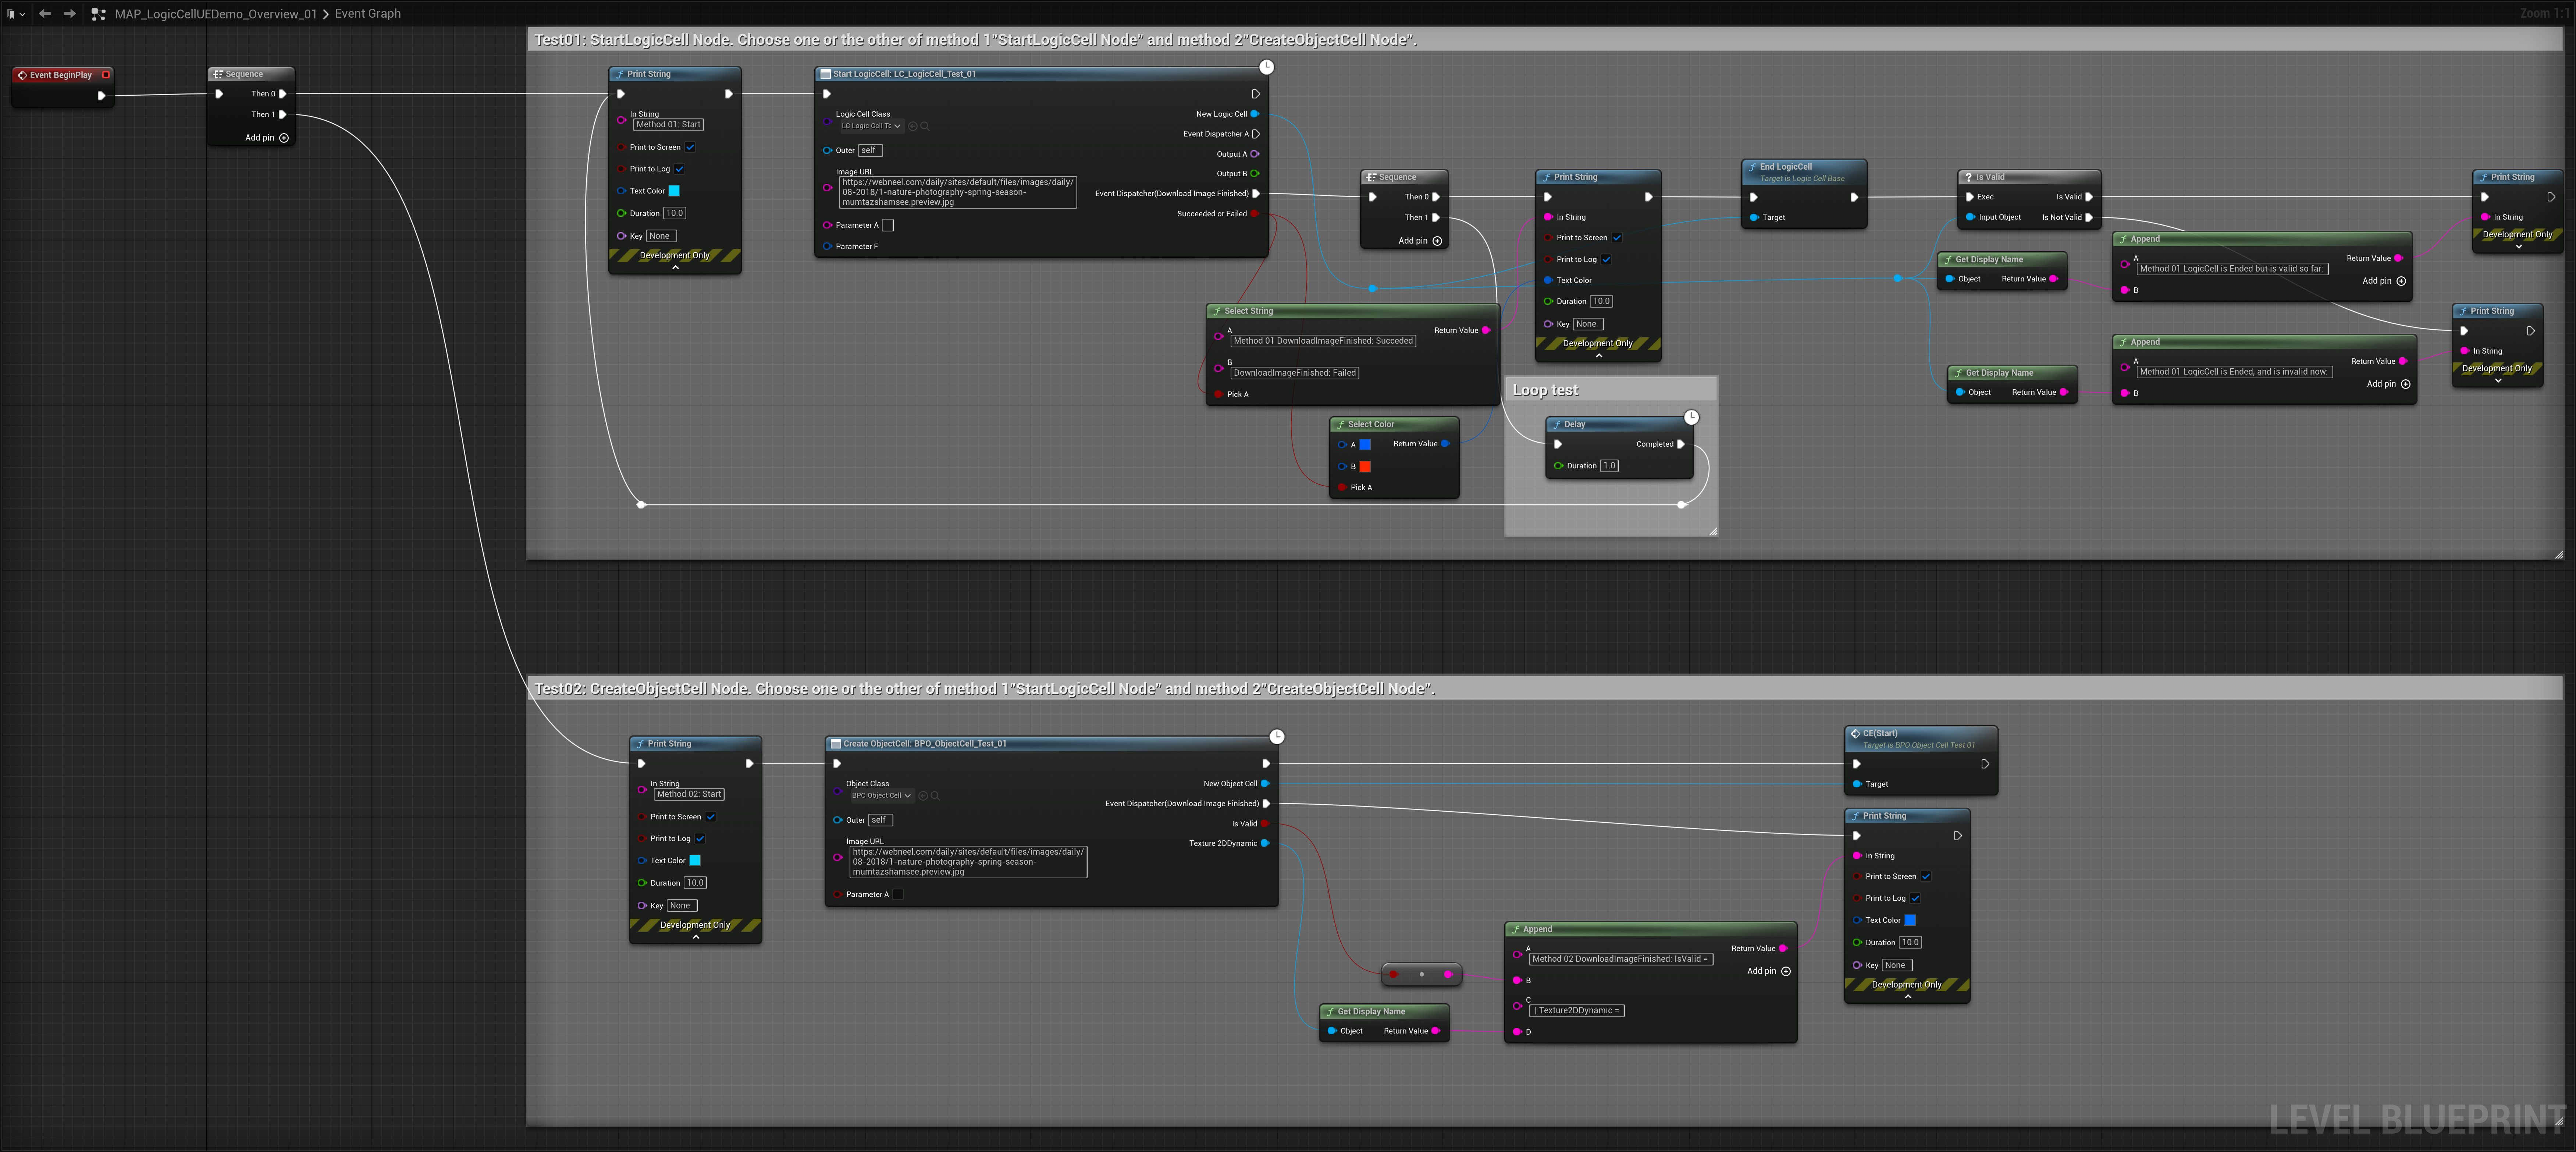 MAP_LogicCellUEDemo_Overview_01 > Event Graph
Zoom 1:1
Test01: StartLogicCell Node. Choose one or the other of method 1"StartLogicCell Node" and method 2"CreateObjectCell Node".
Event BeginPlay
Sequence
Then 0
Then 1
Add pin
Print String
In String
Method 01: Start
Print to Screen
Print to Log
Text Color
Duration 10.0
Key None
Development Only
Start LogicCell: LC_LogicCell_Test_01
Logic Cell Class
LC Logic Cell Te
Outer self
Image URL
https://webneel.com/daily/sites/default/files/images/daily/
08-2018/1-nature-photography-spring-season-
mumtazshamsee.preview.jpg
Parameter A
Parameter F
New Logic Cell
Event Dispatcher A
Output A
Output B
Event Dispatcher(Download Image Finished)
Succeeded or Failed
Sequence
Then 0
Then 1
Add pin
Print String
In String
Print to Screen
Print to Log
Text Color
Duration 10.0
Key None
Development Only
End LogicCell
Target is Logic Cell Base
Target
Is Valid
Exec
Is Valid
Input Object
Is Not Valid
Print String
In String
Development Only
Get Display Name
Object
Return Value
Append
A
Method 01 LogicCell is Ended but is valid so far:
B
Return Value
Add pin
Print String
In String
Development Only
Get Display Name
Object
Return Value
Append
A
Method 01 LogicCell is Ended, and is invalid now:
B
Return Value
Add pin
Select String
A
Method 01 DownloadImageFinished: Succeded
B
DownloadImageFinished: Failed
Pick A
Return Value
Select Color
A
B
Pick A
Return Value
Loop test
Delay
Completed
Duration 1.0
Test02: CreateObjectCell Node. Choose one or the other of method 1"StartLogicCell Node" and method 2"CreateObjectCell Node".
Print String
In String
Method 02: Start
Print to Screen
Print to Log
Text Color
Duration 10.0
Key None
Development Only
Create ObjectCell: BPO_ObjectCell_Test_01
Object Class
BPO Object Cell
Outer self
Image URL
https://webneel.com/daily/sites/default/files/images/daily/
08-2018/1-nature-photography-spring-season-
mumtazshamsee.preview.jpg
Parameter A
New Object Cell
Event Dispatcher(Download Image Finished)
Is Valid
Texture 2DDynamic
CE(Start)
Target is BPO Object Cell Test 01
Target
Print String
In String
Print to Screen
Print to Log
Text Color
Duration 10.0
Key None
Development Only
Append
A
Method 02 DownloadImageFinished: IsValid =
B
C
| Texture2DDynamic =
D
Return Value
Add pin
Get Display Name
Object
Return Value
LEVEL BLUEPRINT